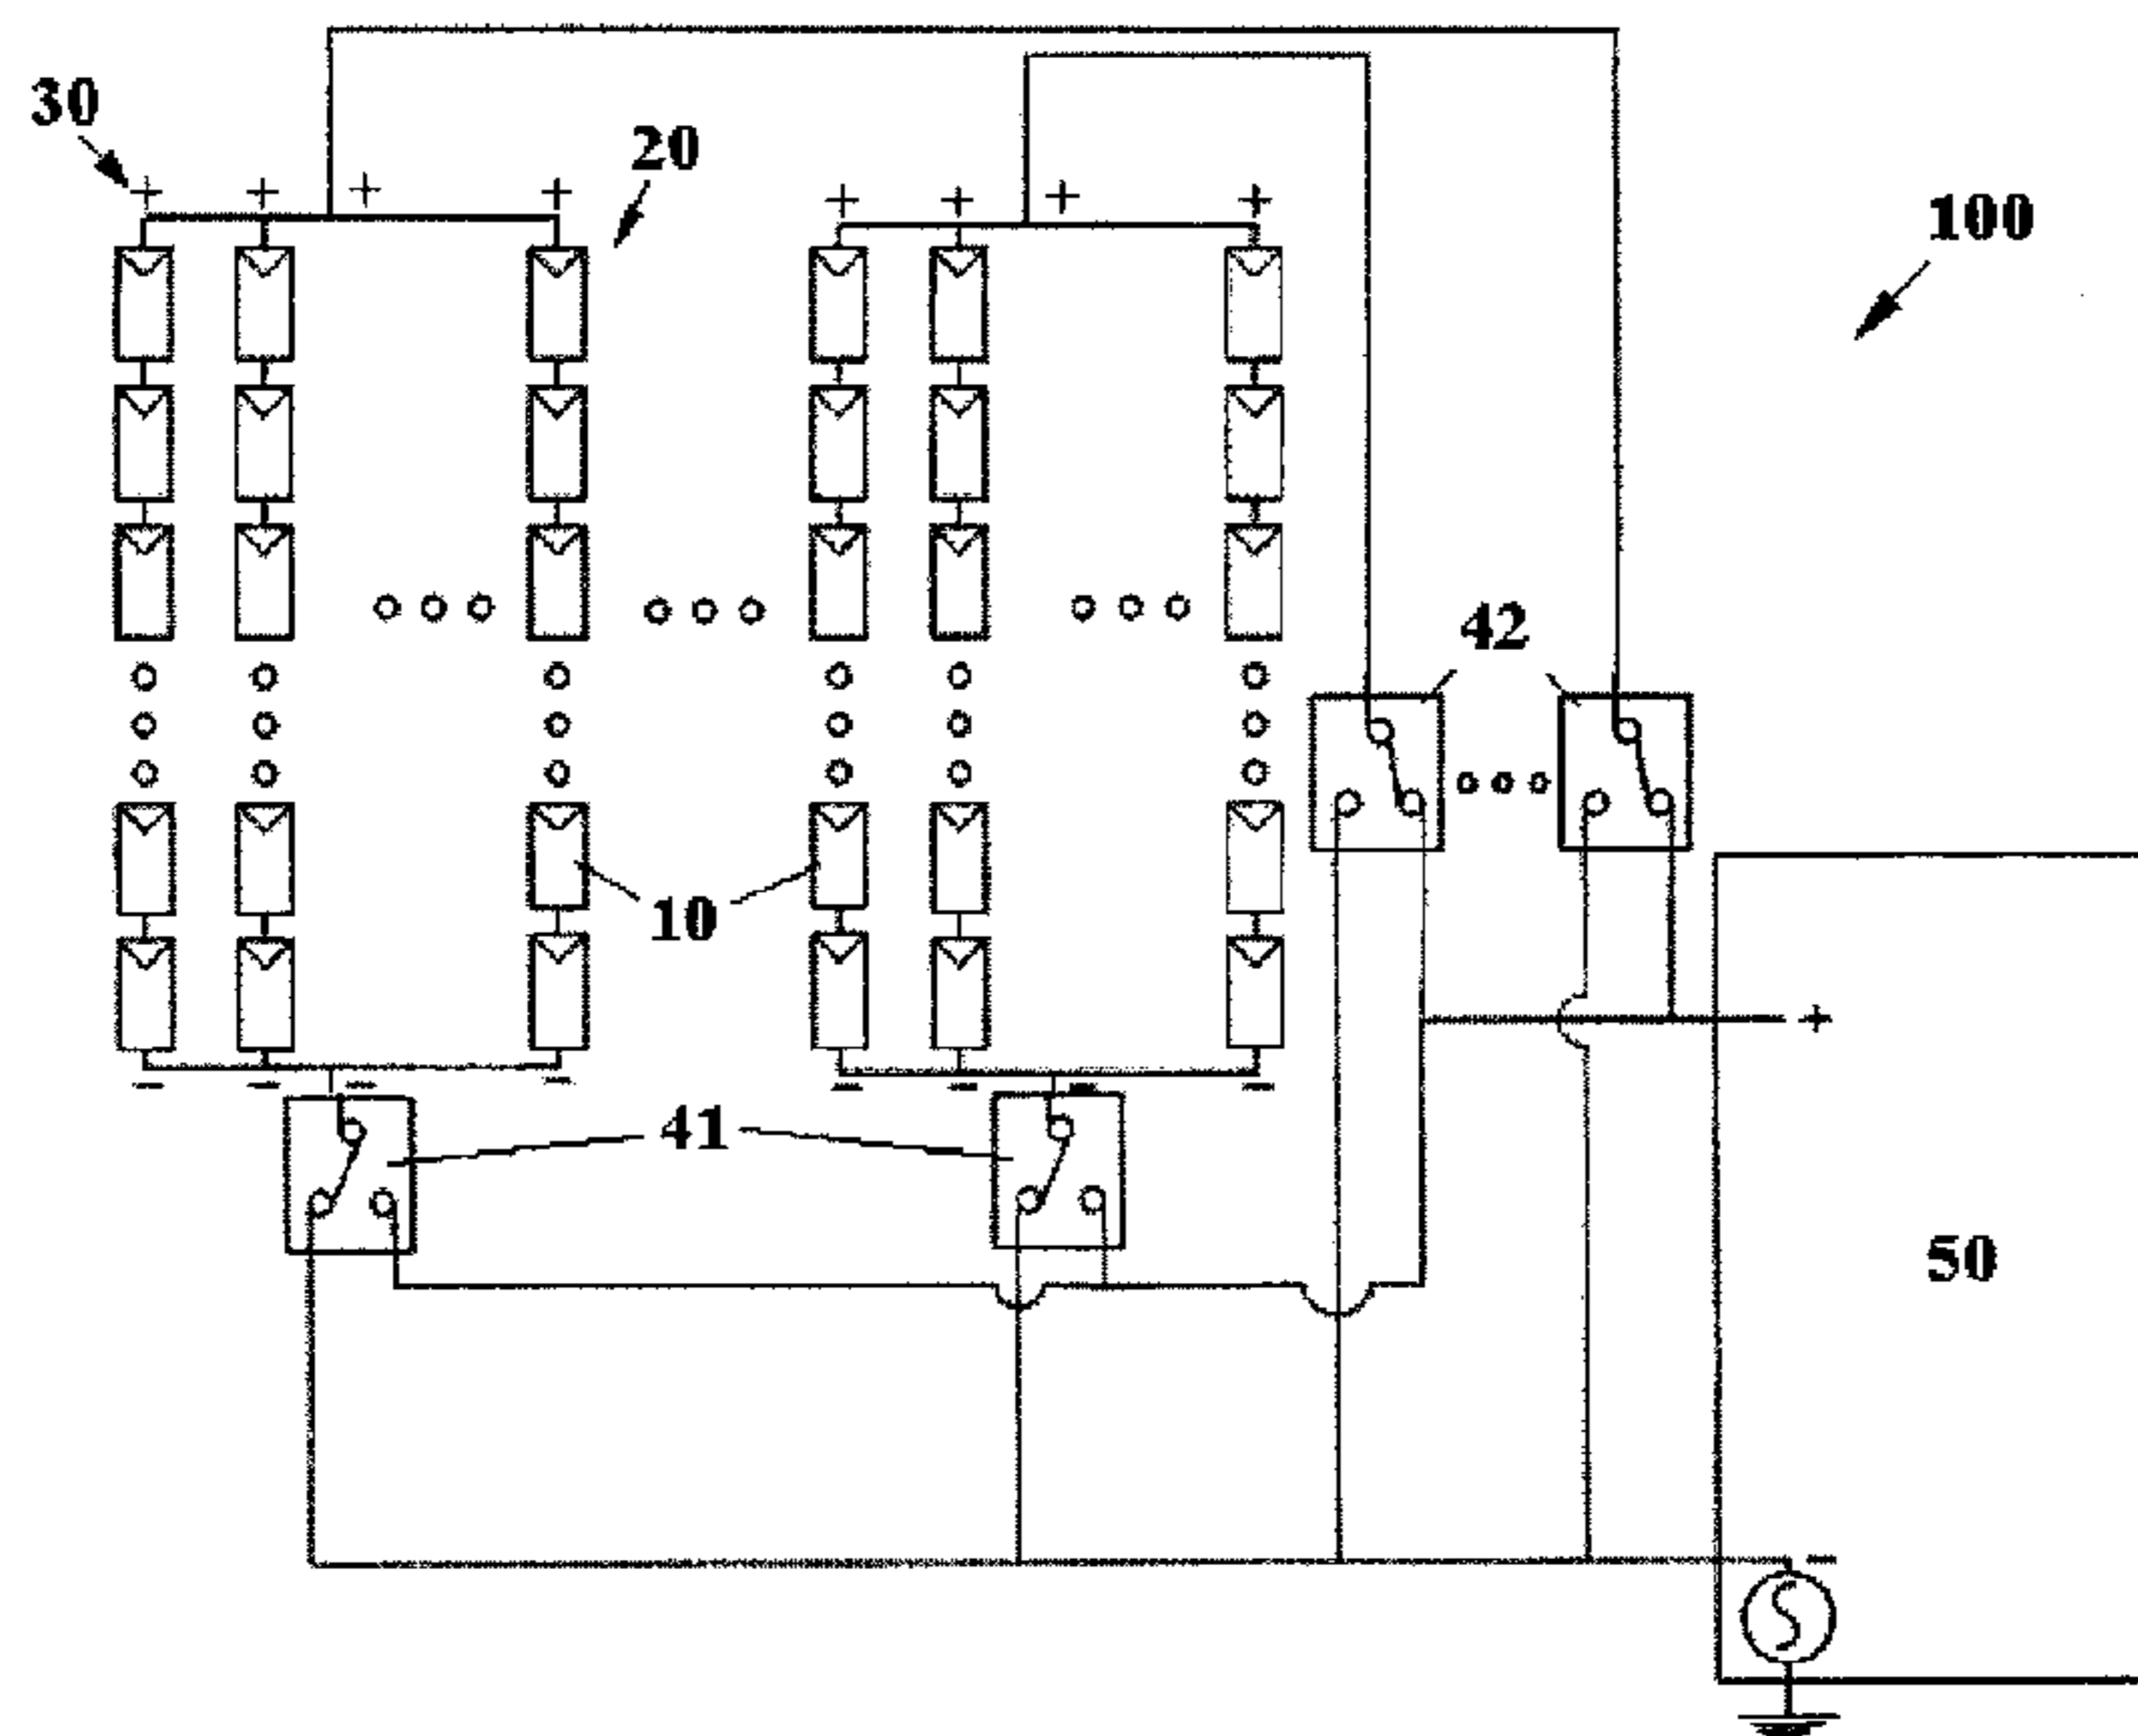 30
20
100
+ + + +
+ + + +
42
10
+
41
- - - -
- - - -
50
-